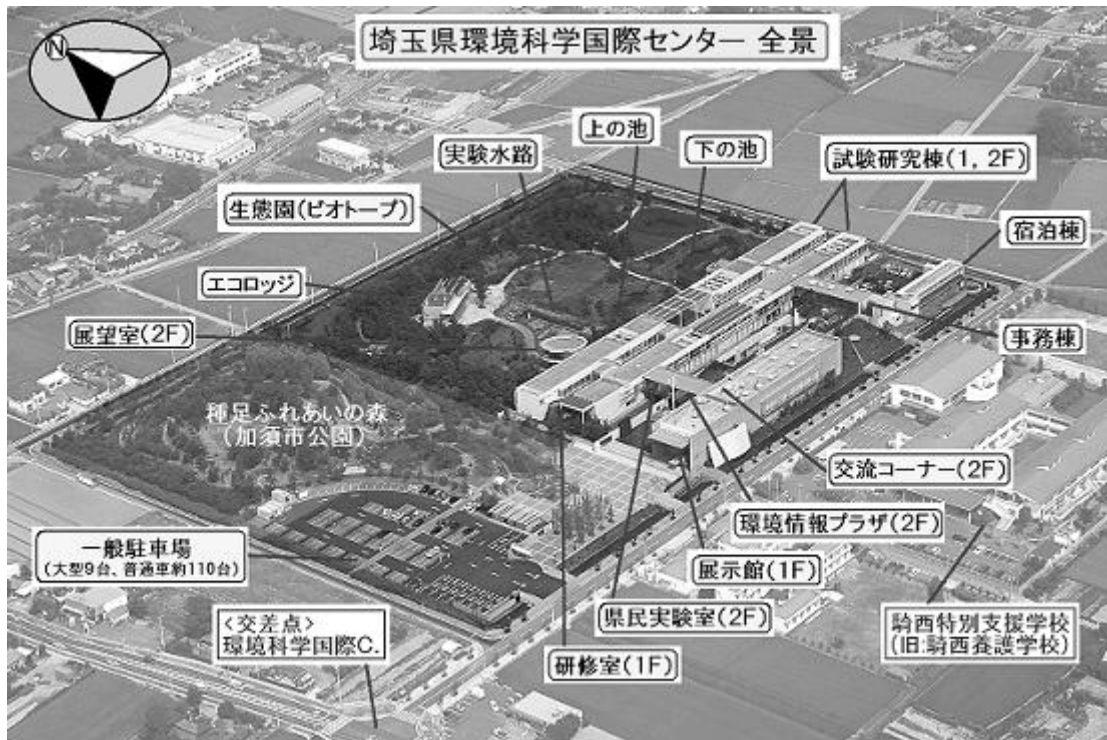 N
埼玉県環境科学国際センター 全景
上の池
実験水路
下の池
試験研究棟(1, 2F)
生態園(ビオトープ)
宿泊棟
エコロッジ
展望室(2F)
事務棟
種足ふれあいの森
(加須市公園)
交流コーナー(2F)
環境情報プラザ(2F)
一般駐車場
(大型9台、普通車約110台)
展示館(1F)
県民実験室(2F)
<交差点>
環境科学国際C.
騎西特別支援学校
(旧:騎西養護学校)
研修室(1F)